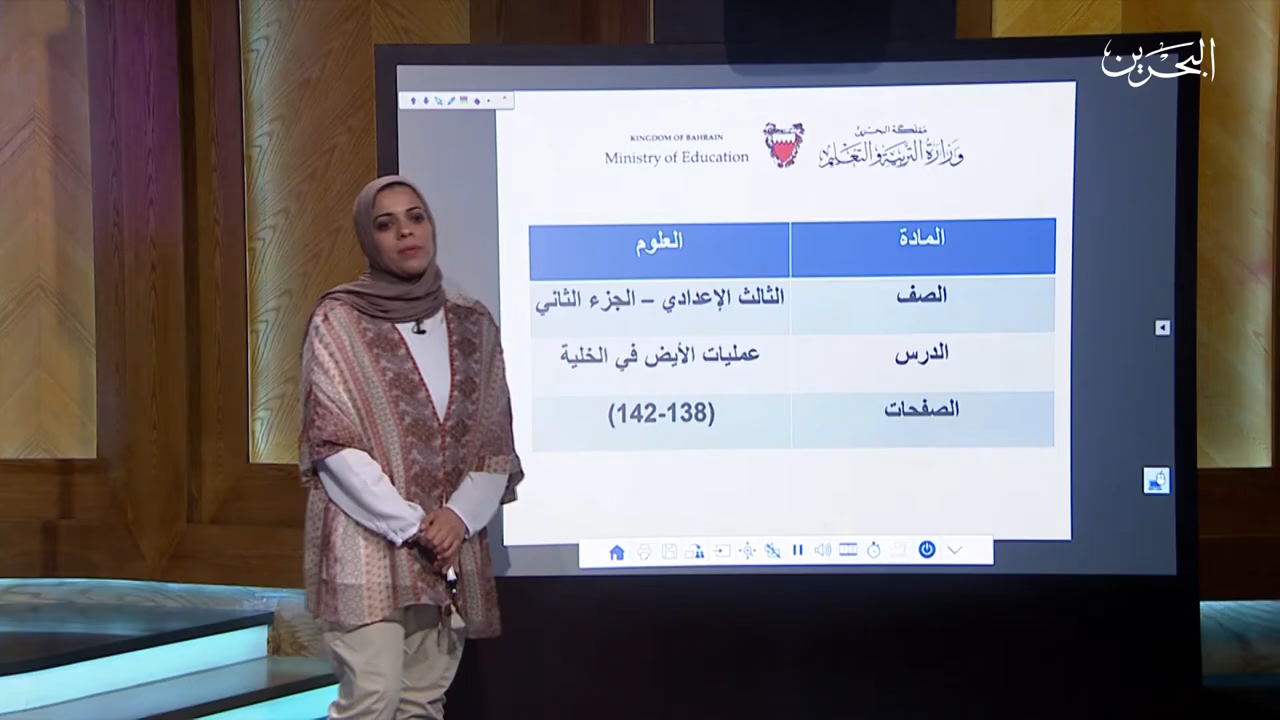 البحرين
مملكة البحرين
وزارة التربية والتعليم
KINGDOM OF BAHRAIN
Ministry of Education
المادة العلوم
الصف الثالث الإعدادي – الجزء الثاني
الدرس عمليات الأيض في الخلية
الصفحات (138-142)